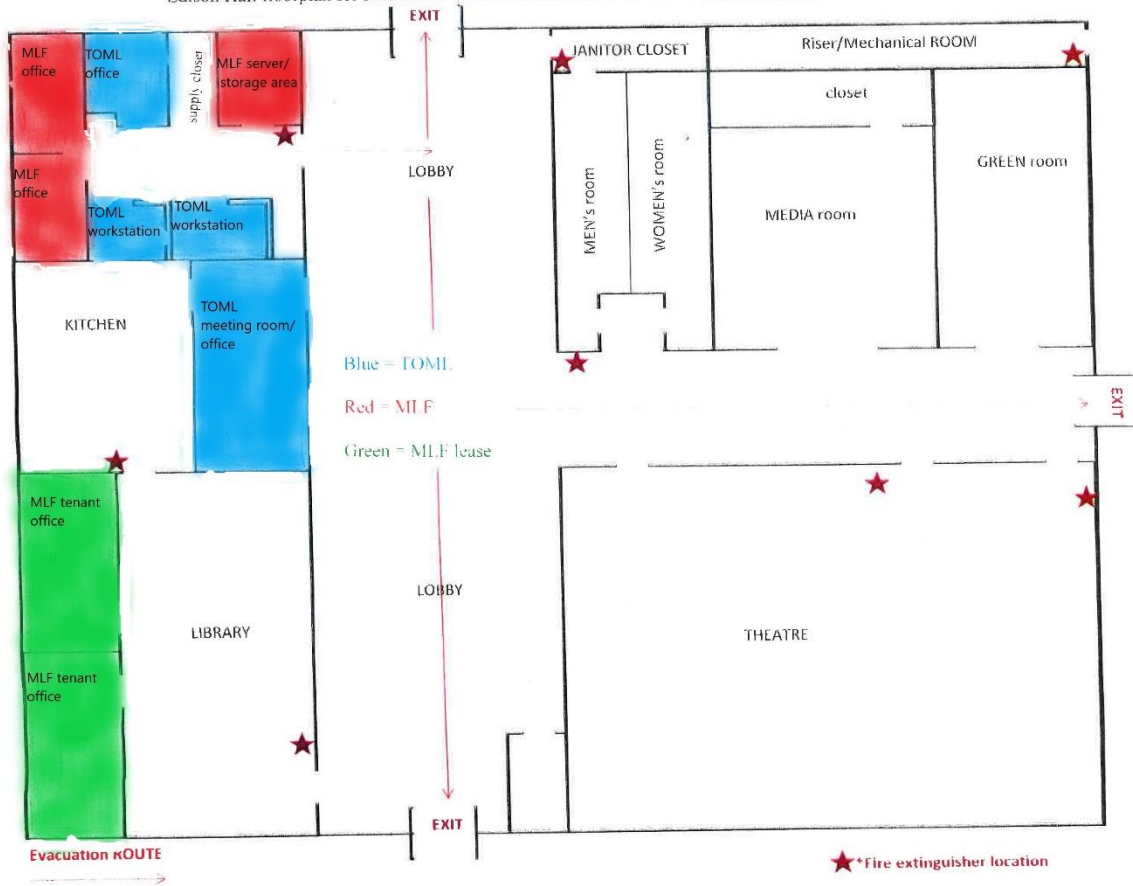 EXIT
JANITOR CLOSET
Riser/Mechanical ROOM
MLF
office
TOML
office
supply closet
MLF server/
storage area
closet
LOBBY
GREEN room
MEN's room
WOMEN's room
MEDIA room
MLF
office
TOML
workstation
TOML
workstation
KITCHEN
TOML
meeting room/
office
Blue = TOML
Red = MLF
Green = MLF lease
EXIT
MLF tenant
office
LOBBY
LIBRARY
THEATRE
MLF tenant
office
EXIT
Evacuation ROUTE
*Fire extinguisher location